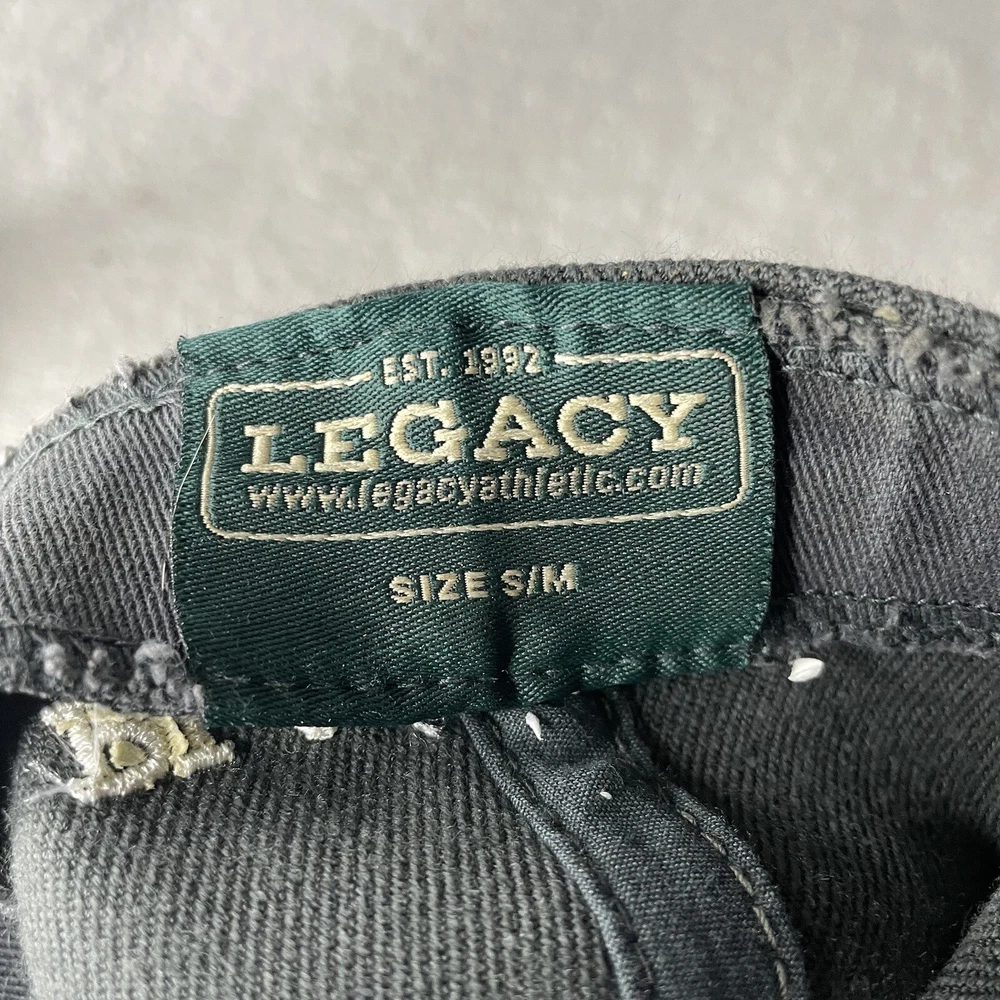 EST. 1992
LEGACY
www.legacyathletic.com
SIZE S/M